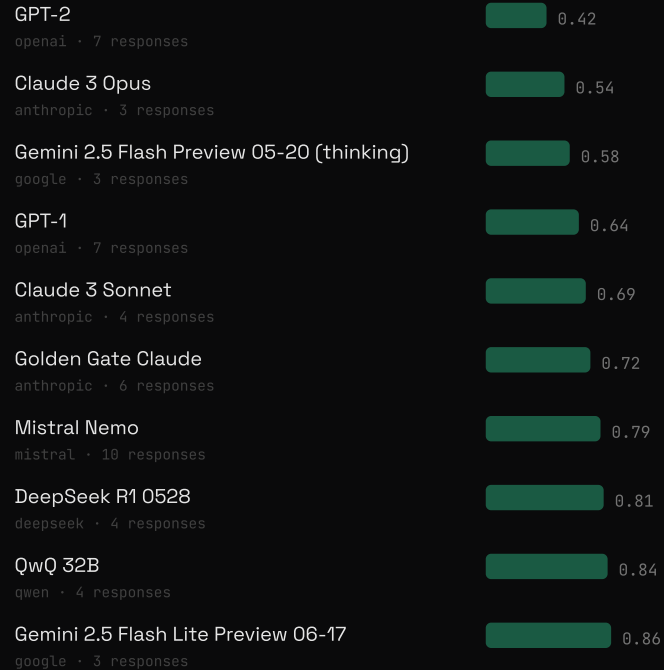 GPT-2
0.42
openai · 7 responses
Claude 3 Opus
0.54
anthropic · 3 responses
Gemini 2.5 Flash Preview 05-20 (thinking)
0.58
google · 3 responses
GPT-1
0.64
openai · 7 responses
Claude 3 Sonnet
0.69
anthropic · 4 responses
Golden Gate Claude
0.72
anthropic · 6 responses
Mistral Nemo
0.79
mistral · 10 responses
DeepSeek R1 0528
0.81
deepseek · 4 responses
QwQ 32B
0.84
qwen · 4 responses
Gemini 2.5 Flash Lite Preview 06-17
0.86
google · 3 responses